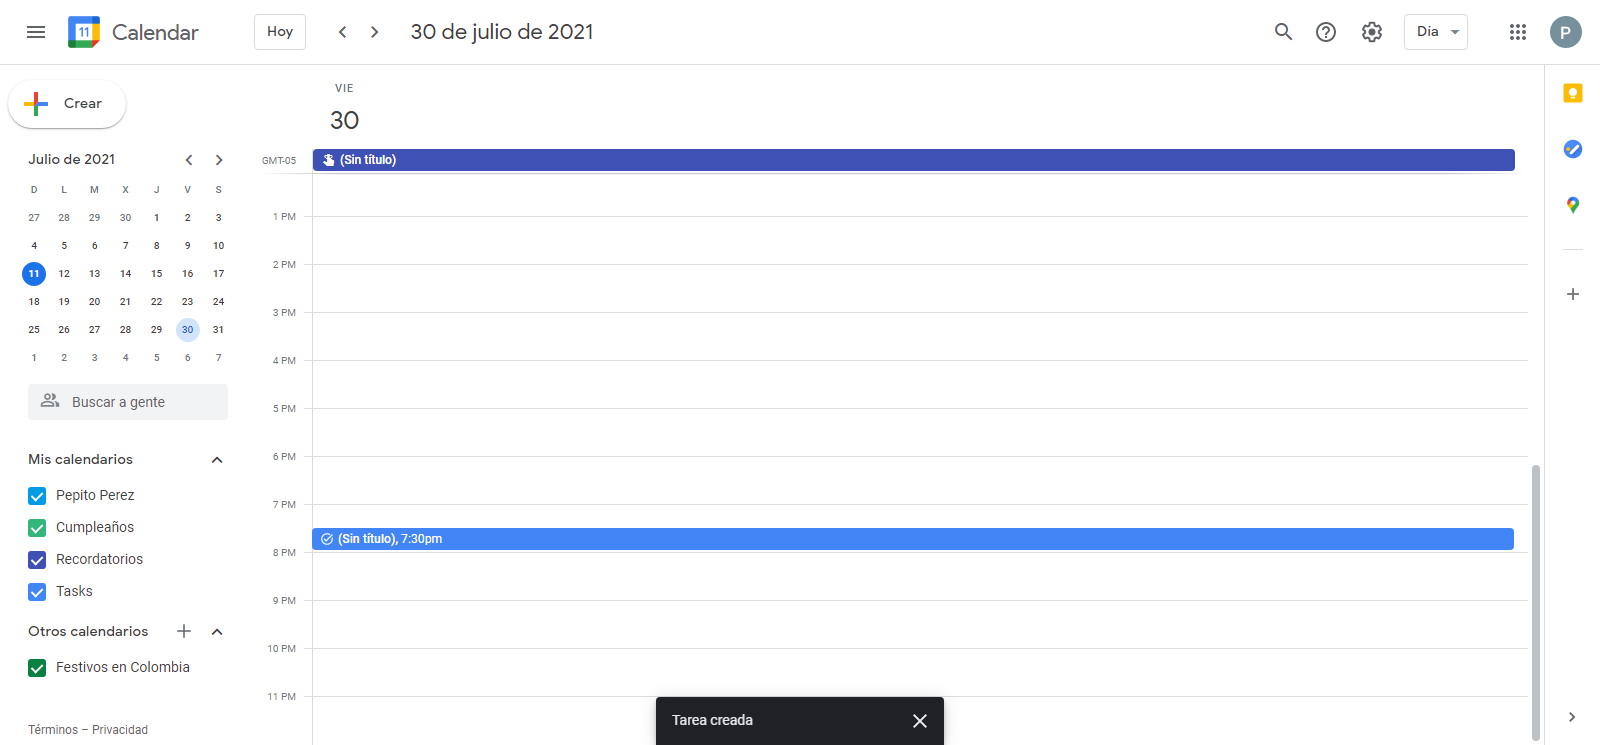 11 Calendar Hoy 30 de julio de 2021 Día P
Crear
Julio de 2021
D L M X J V S
27 28 29 30 1 2 3
4 5 6 7 8 9 10
11 12 13 14 15 16 17
18 19 20 21 22 23 24
25 26 27 28 29 30 31
1 2 3 4 5 6 7
Buscar a gente
Mis calendarios
Pepito Perez
Cumpleaños
Recordatorios
Tasks
Otros calendarios
Festivos en Colombia
Términos – Privacidad
VIE
30
GMT-05 (Sin título)
1 PM
2 PM
3 PM
4 PM
5 PM
6 PM
7 PM
(Sin título), 7:30pm
8 PM
9 PM
10 PM
11 PM
Tarea creada